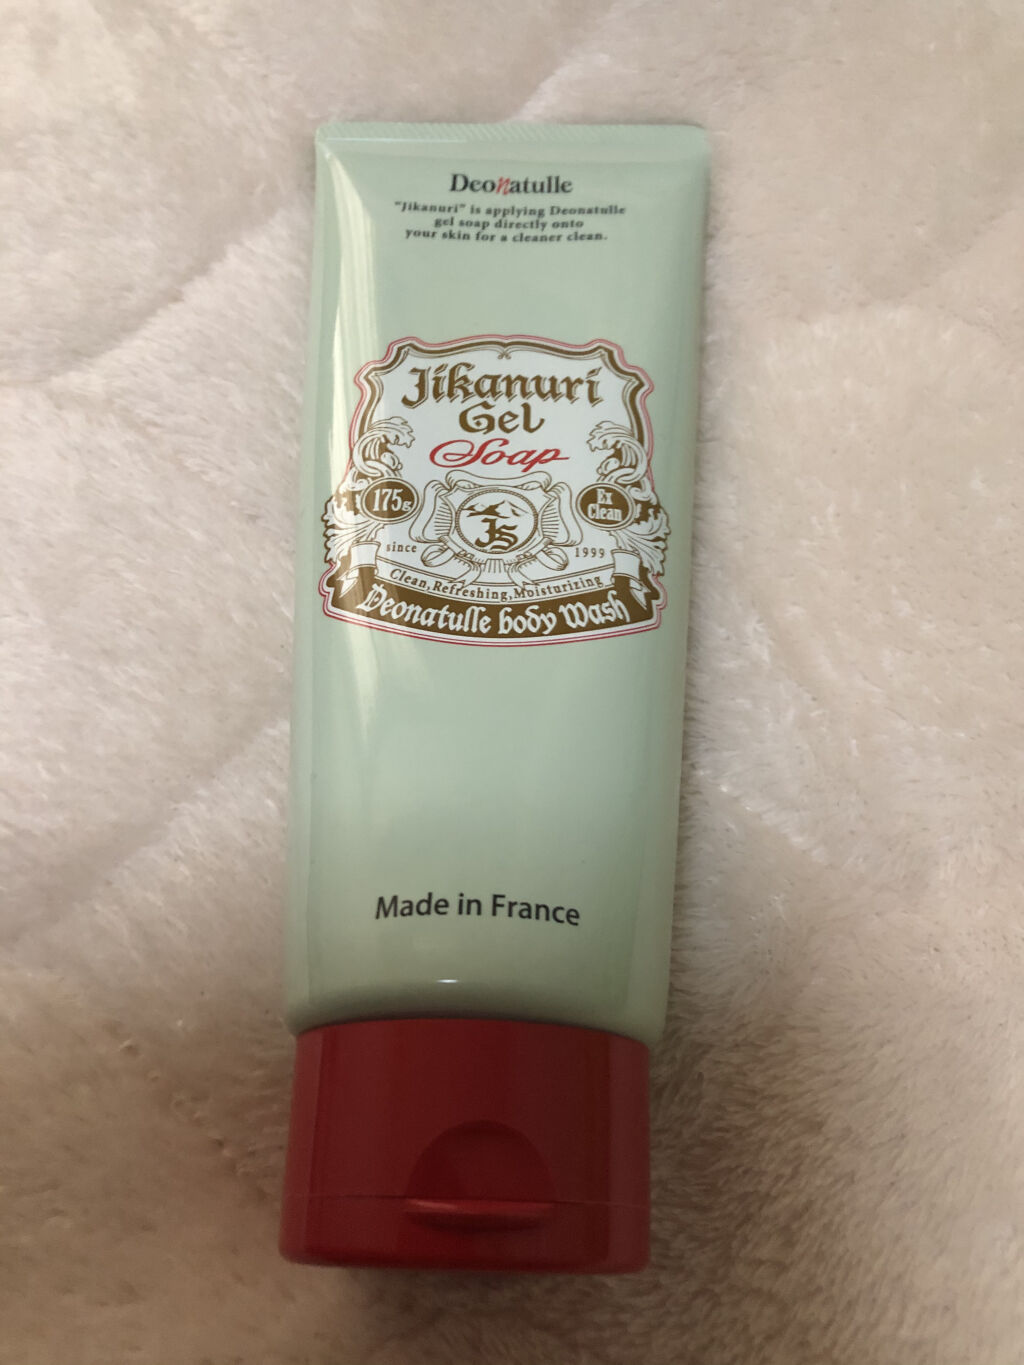 Deonatulle
"Jikanuri" is applying Deonatulle
gel soap directly onto
your skin for a cleaner clean.
Jikanuri
Gel
Soap
175g
Ex
Clean
JS
since
1999
Clean,Refreshing,Moisturizing
Deonatulle body Wash
Made in France